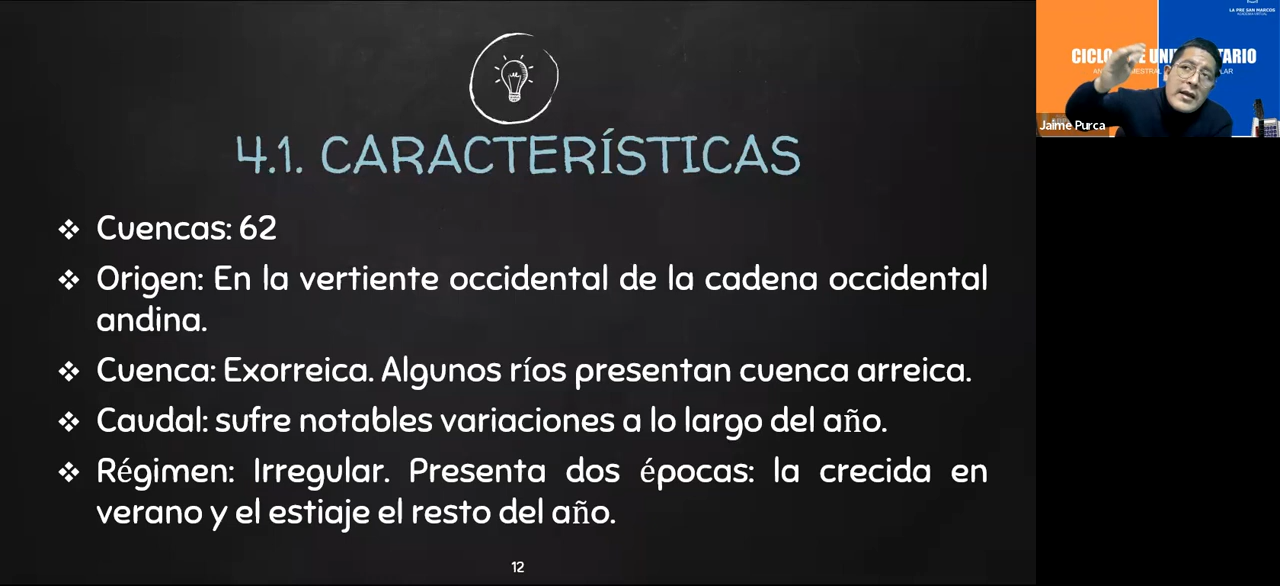 4.1. CARACTERÍSTICAS
Cuencas: 62
Origen: En la vertiente occidental de la cadena occidental
andina.
Cuenca: Exorreica. Algunos ríos presentan cuenca arreica.
Caudal: sufre notables variaciones a lo largo del año.
Régimen: Irregular. Presenta dos épocas: la crecida en
verano y el estiaje el resto del año.
12
LA PRE SAN MARCOS
ACADEMIA VIRTUAL
CICLO
Jaime Purca